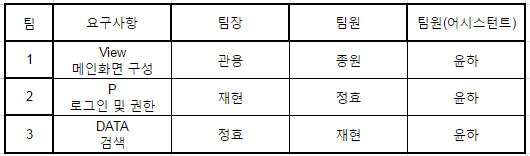 팀 요구사항 팀장 팀원 팀원(어시스턴트)
1 View 메인화면 구성 관용 종원 윤하
2 P 로그인 및 권한 재현 정효 윤하
3 DATA 검색 정효 재현 윤하